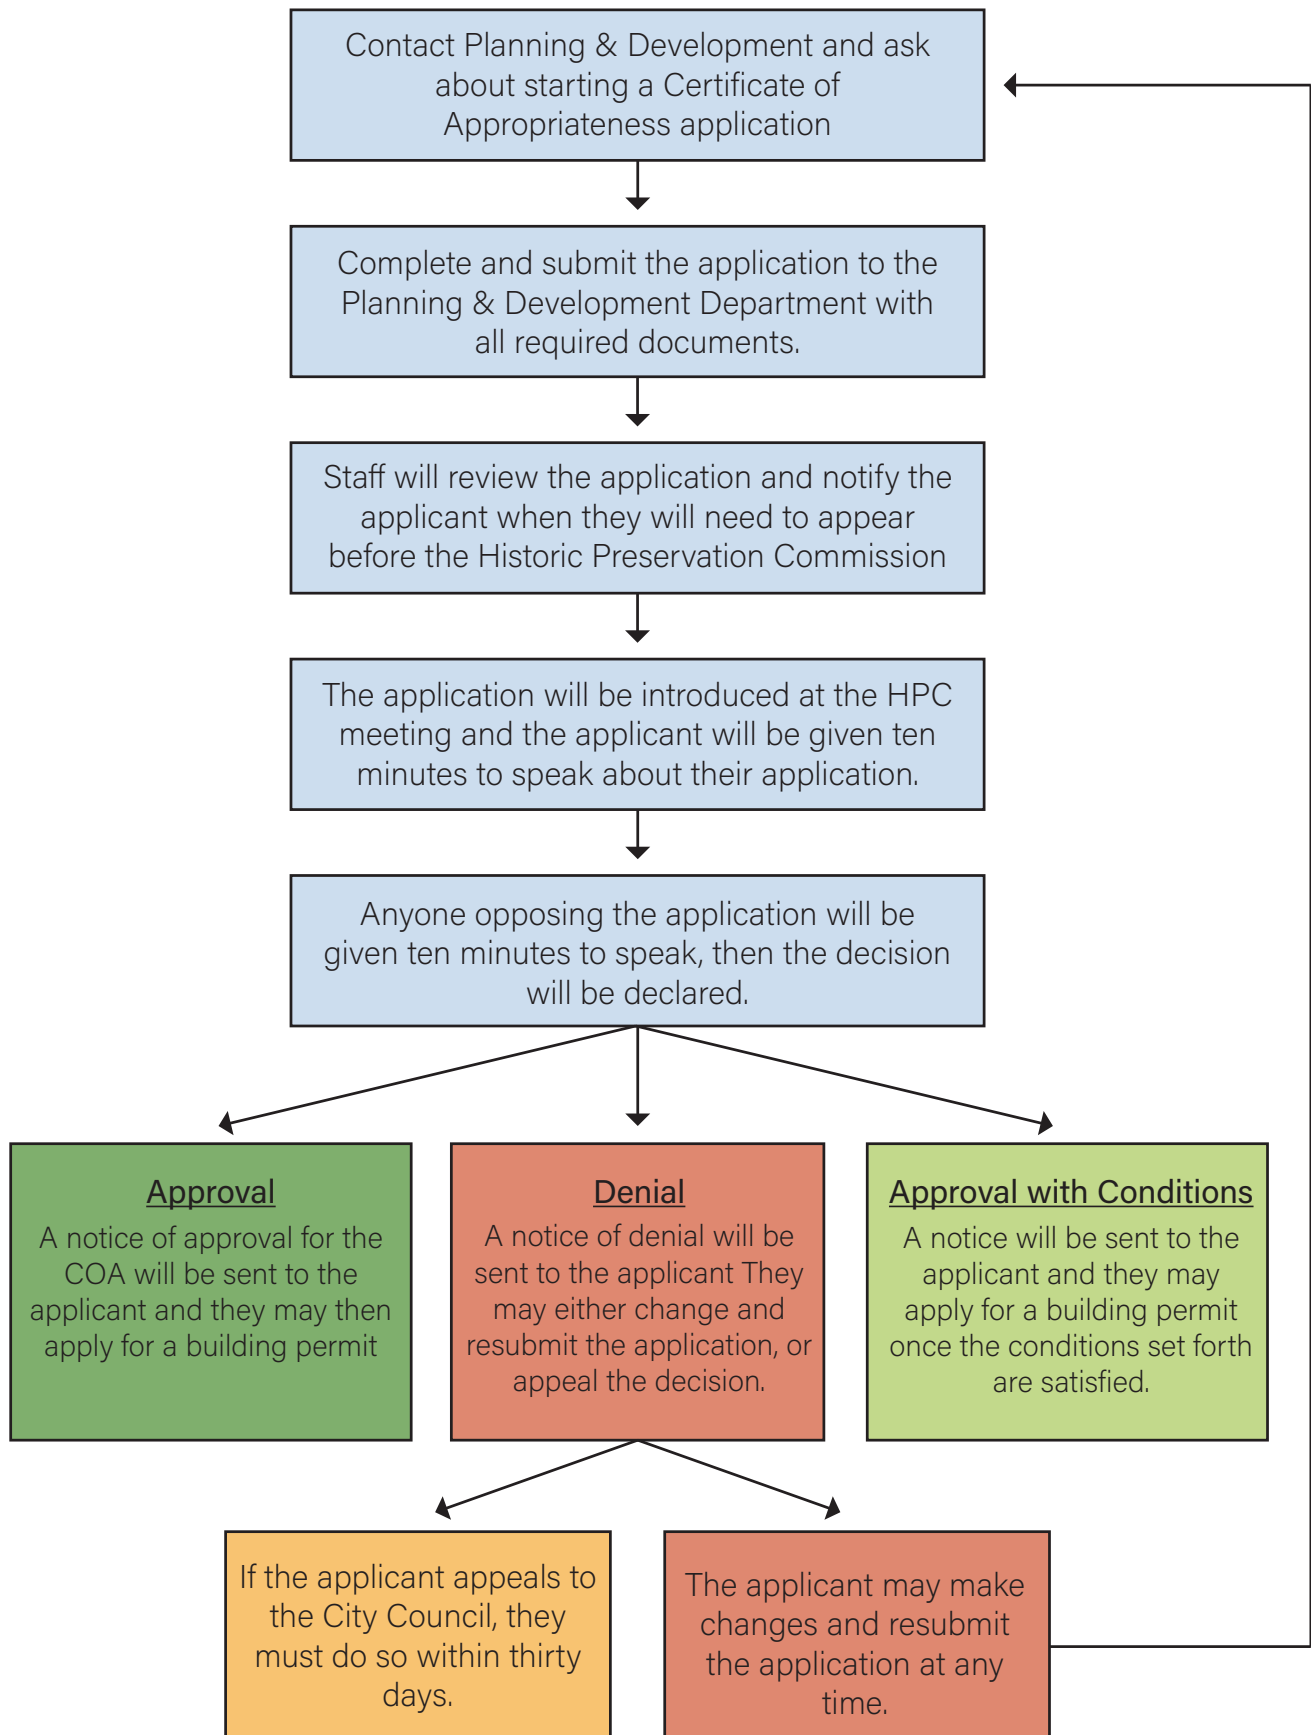 Contact Planning & Development and ask
about starting a Certificate of
Appropriateness application
Complete and submit the application to the
Planning & Development Department with
all required documents.
Staff will review the application and notify the
applicant when they will need to appear
before the Historic Preservation Commission
The application will be introduced at the HPC
meeting and the applicant will be given ten
minutes to speak about their application.
Anyone opposing the application will be
given ten minutes to speak, then the decision
will be declared.
Approval
A notice of approval for the
COA will be sent to the
applicant and they may then
apply for a building permit
Denial
A notice of denial will be
sent to the applicant They
may either change and
resubmit the application, or
appeal the decision.
Approval with Conditions
A notice will be sent to the
applicant and they may
apply for a building permit
once the conditions set forth
are satisfied.
If the applicant appeals to
the City Council, they
must do so within thirty
days.
The applicant may make
changes and resubmit
the application at any
time.